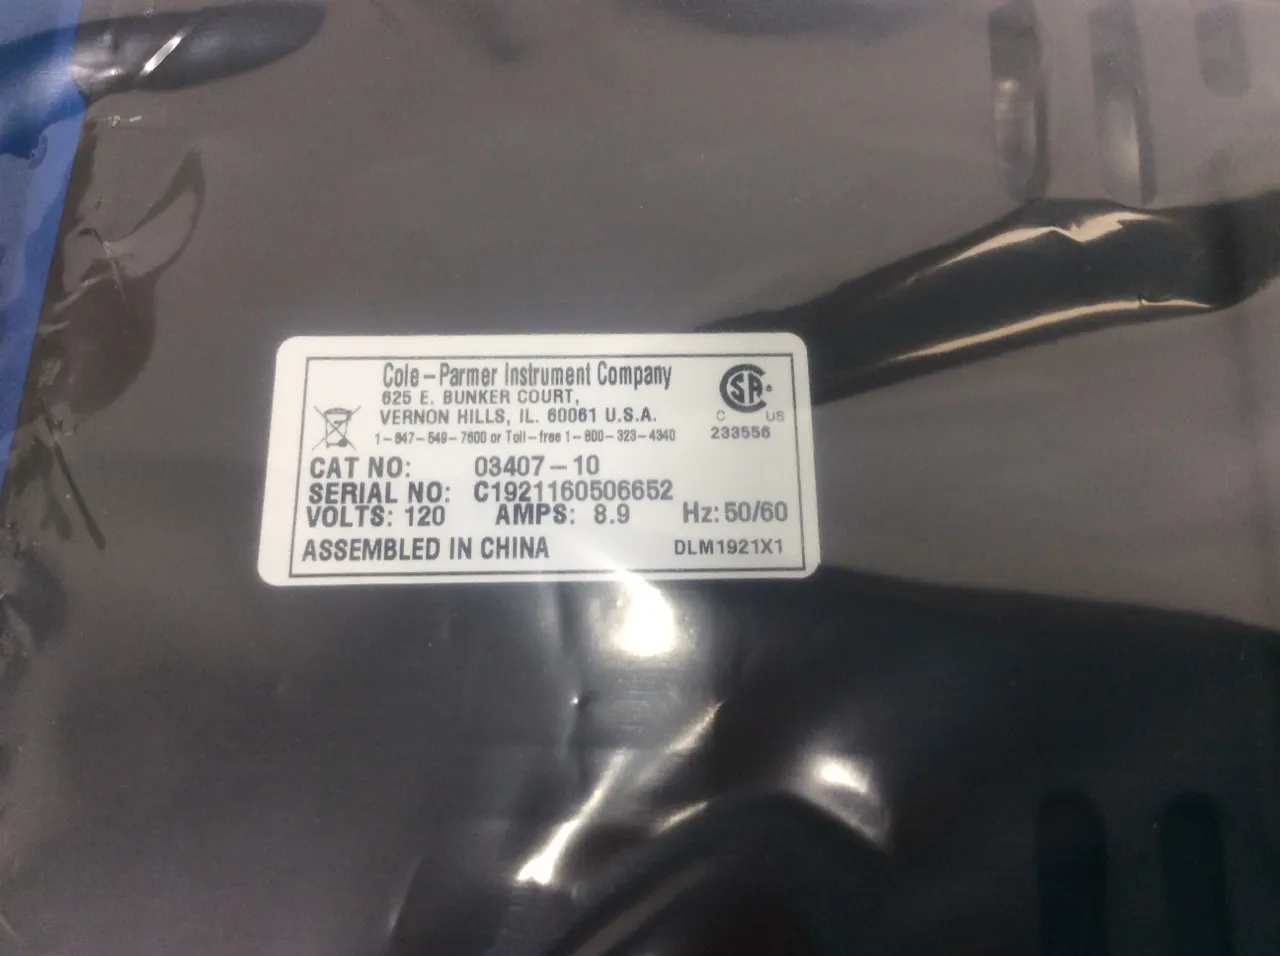 Cole-Parmer Instrument Company
625 E. BUNKER COURT,
VERNON HILLS, IL. 60061 U.S.A.
1-847-549-7600 or Toll-free 1-800-323-4340
CSA®
C US
233556
CAT NO: 03407-10
SERIAL NO: C1921160506652
VOLTS: 120 AMPS: 8.9 Hz: 50/60
ASSEMBLED IN CHINA DLM1921X1